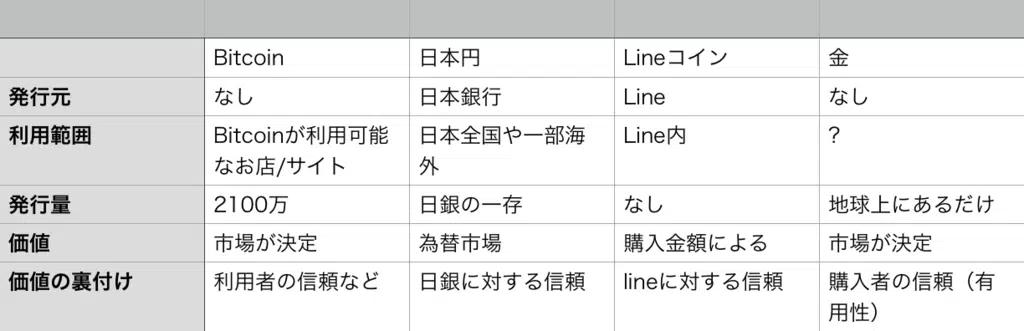 Bitcoin 日本円 Lineコイン 金
発行元 なし 日本銀行 Line なし
利用範囲 Bitcoinが利用可能 日本全国や一部海 Line内 ?
なお店/サイト 外
発行量 2100万 日銀の一存 なし 地球上にあるだけ
価値 市場が決定 為替市場 購入金額による 市場が決定
価値の裏付け 利用者の信頼など 日銀に対する信頼 lineに対する信頼 購入者の信頼（有
用性）